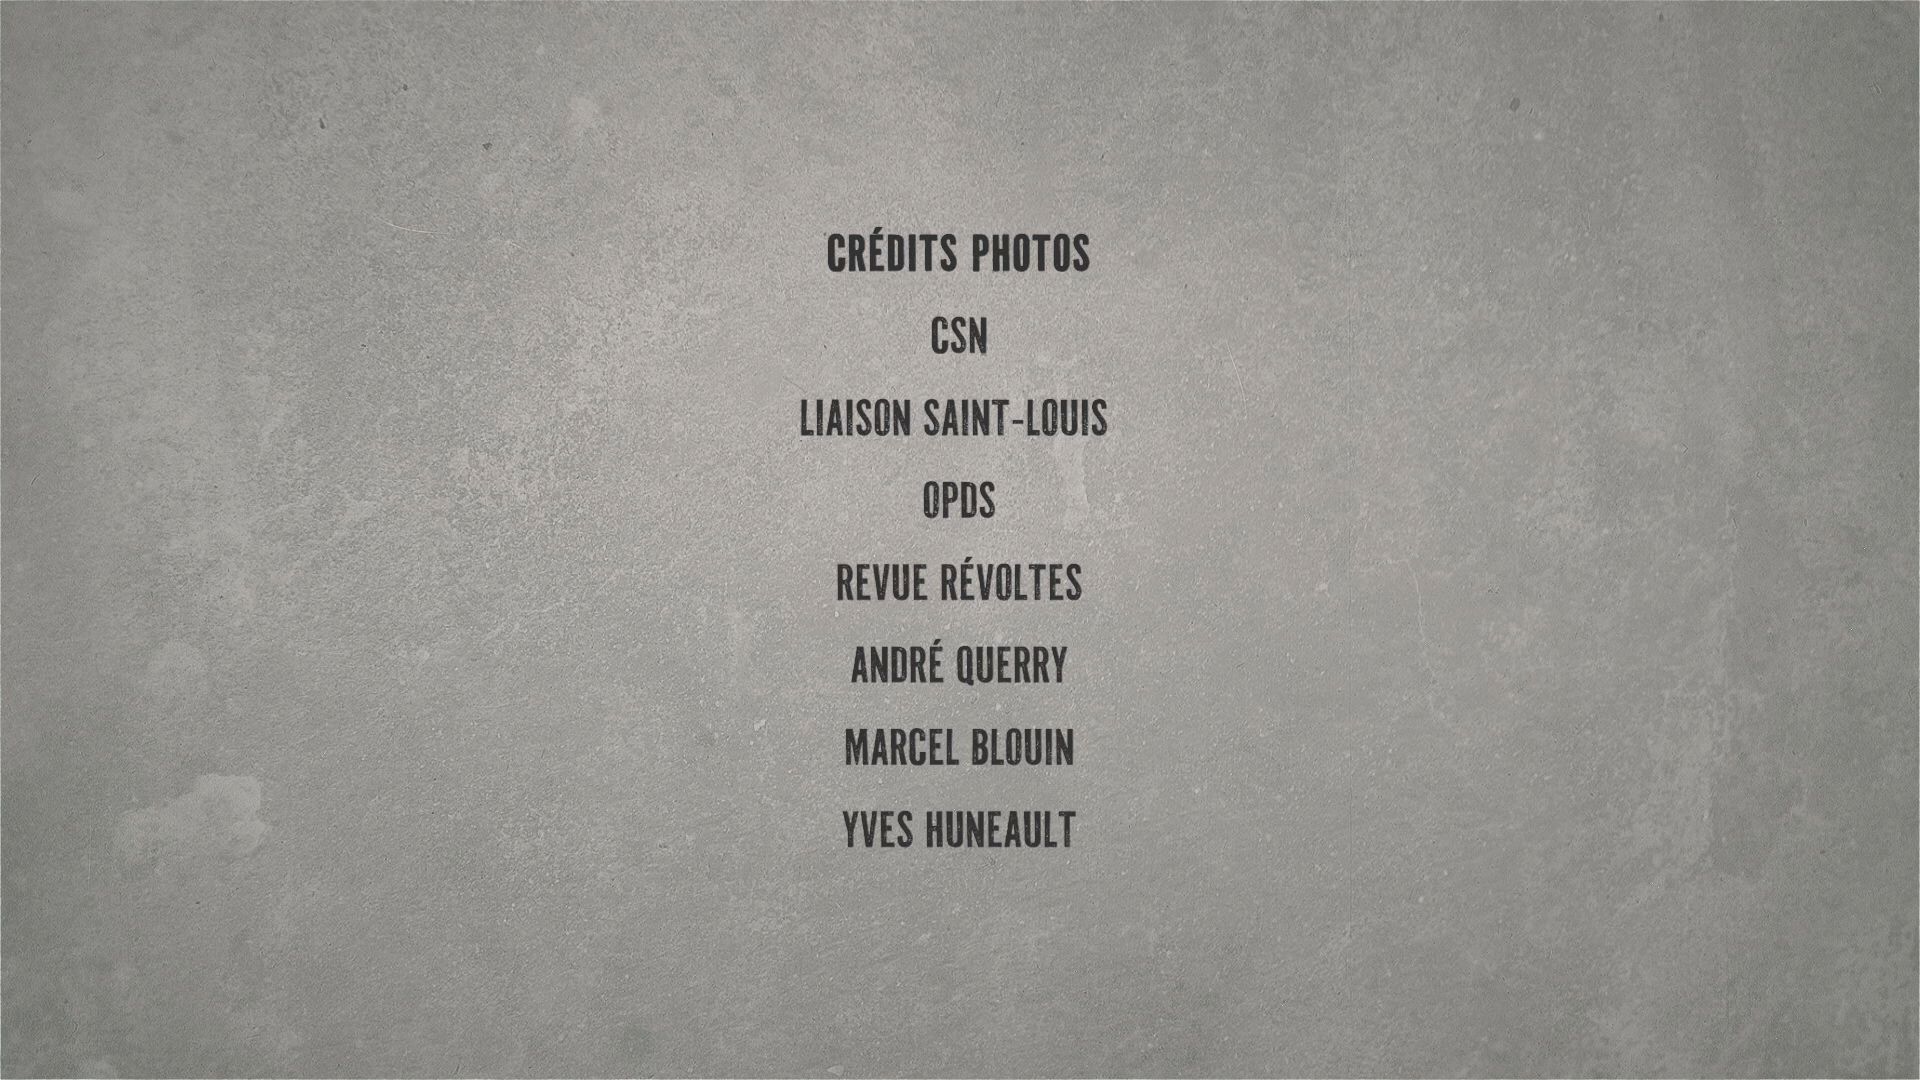 CRÉDITS PHOTOS
CSN
LIAISON SAINT-LOUIS
OPDS
REVUE RÉVOLTES
ANDRÉ QUERRY
MARCEL BLOUIN
YVES HUNEAULT